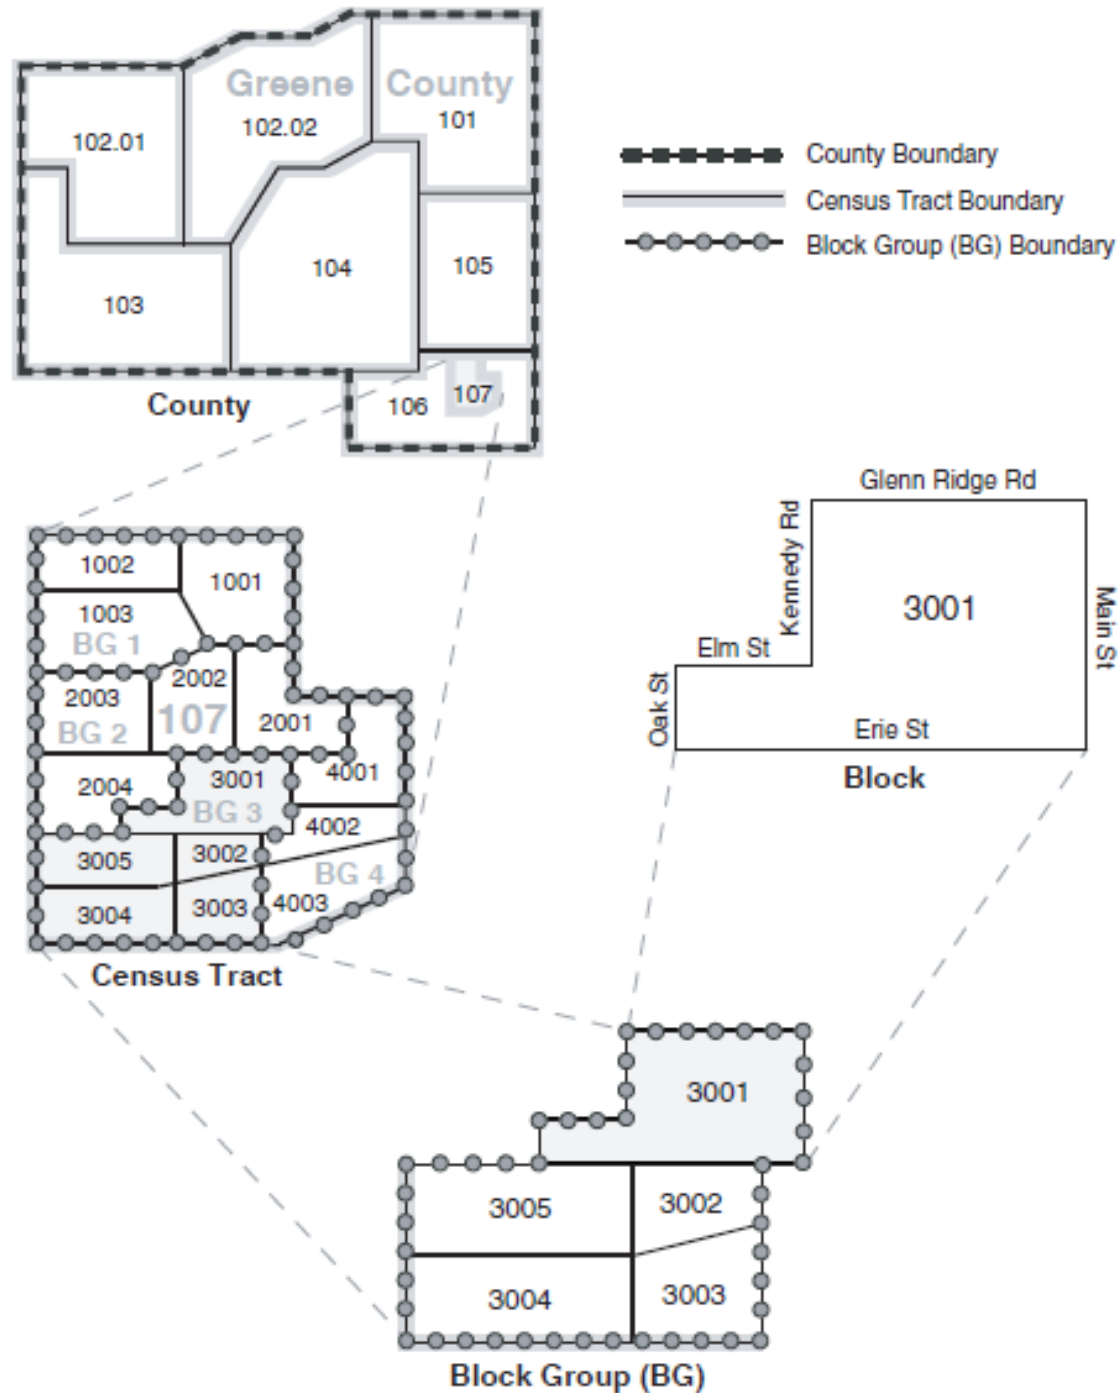 Greene County
102.01
102.02
101
County Boundary
Census Tract Boundary
Block Group (BG) Boundary
103
104
105
106
107
County
Glenn Ridge Rd
Kennedy Rd
3001
Main St
Elm St
Oak St
Erie St
Block
1002
1001
1003
BG 1
2003
2002
BG 2
107
2001
2004
3001
4001
BG 3
3005
3002
4002
BG 4
3004
3003
4003
Census Tract
3001
3005
3002
3004
3003
Block Group (BG)